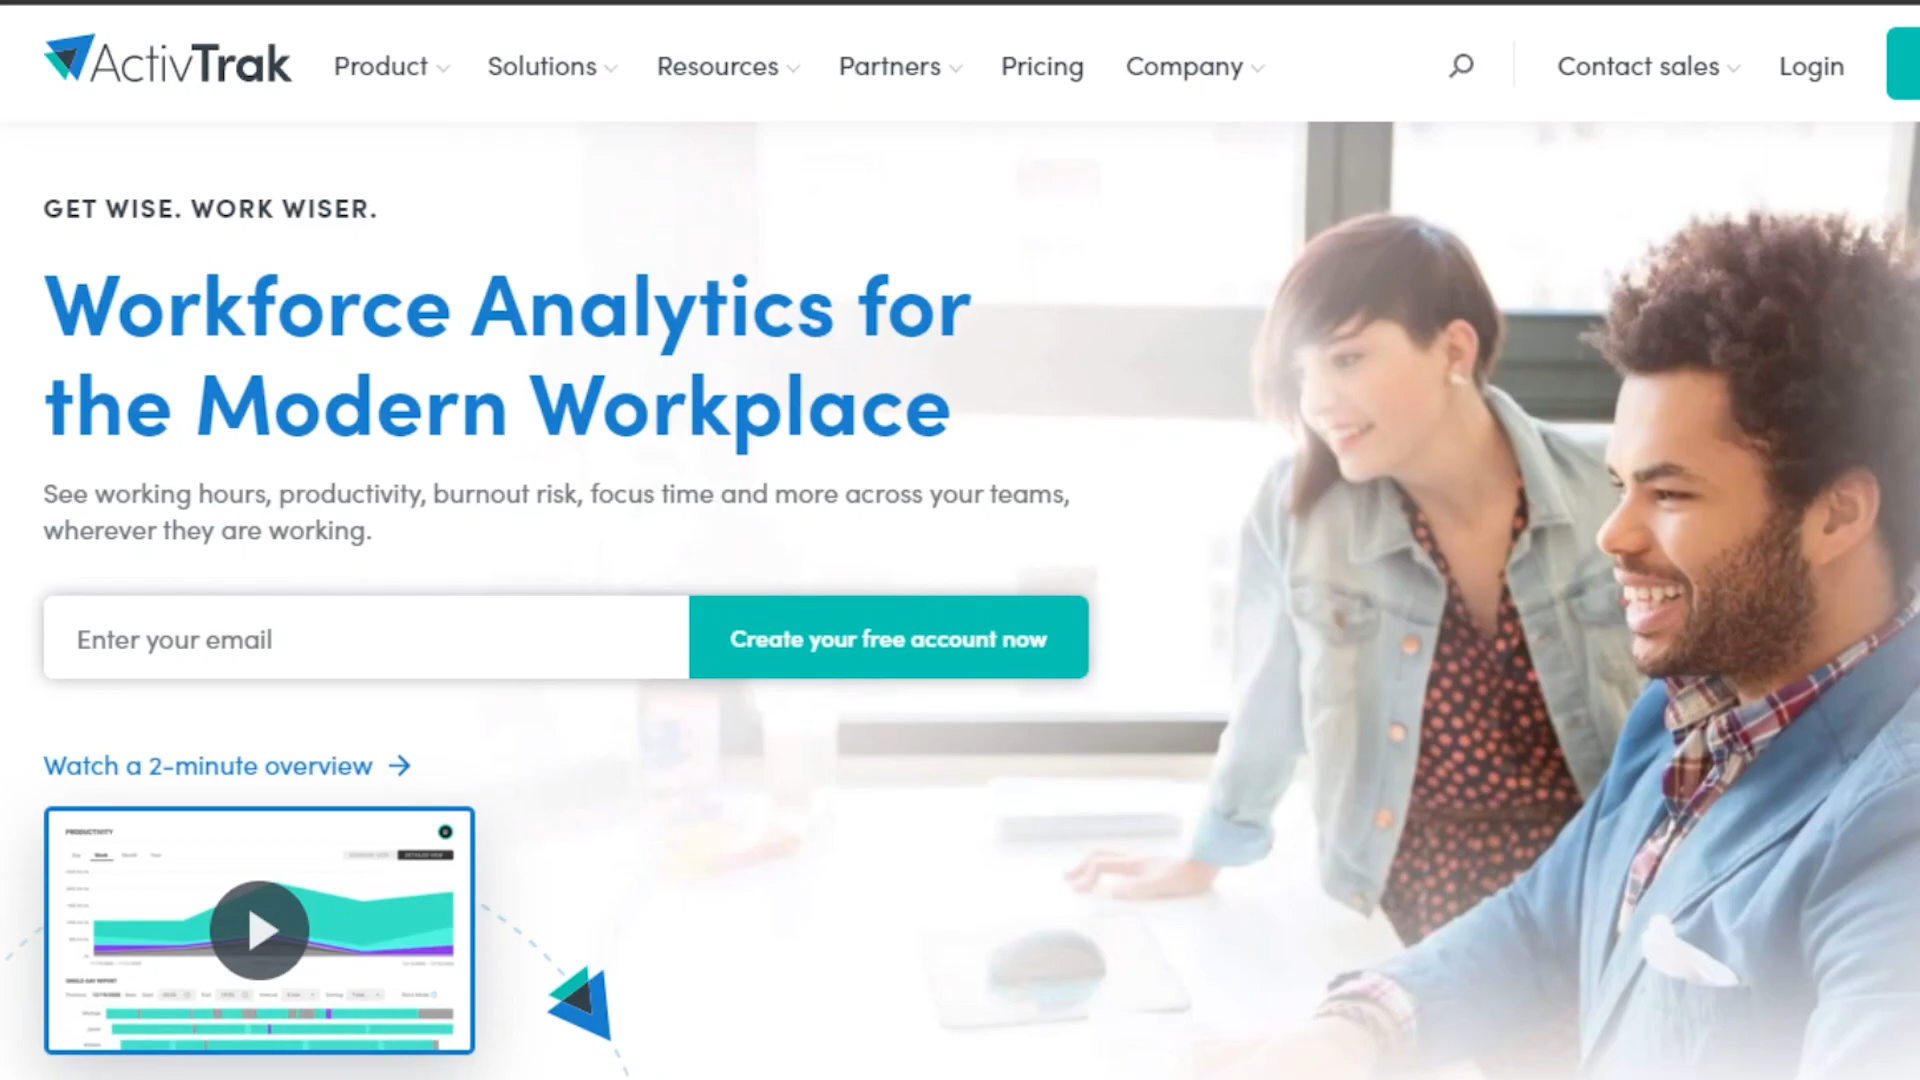 ActivTrak
Product
Solutions
Resources
Partners
Pricing
Company
Contact sales
Login
GET WISE. WORK WISER.
Workforce Analytics for
the Modern Workplace
See working hours, productivity, burnout risk, focus time and more across your teams,
wherever they are working.
Enter your email
Create your free account now
Watch a 2-minute overview
PRODUCTIVITY